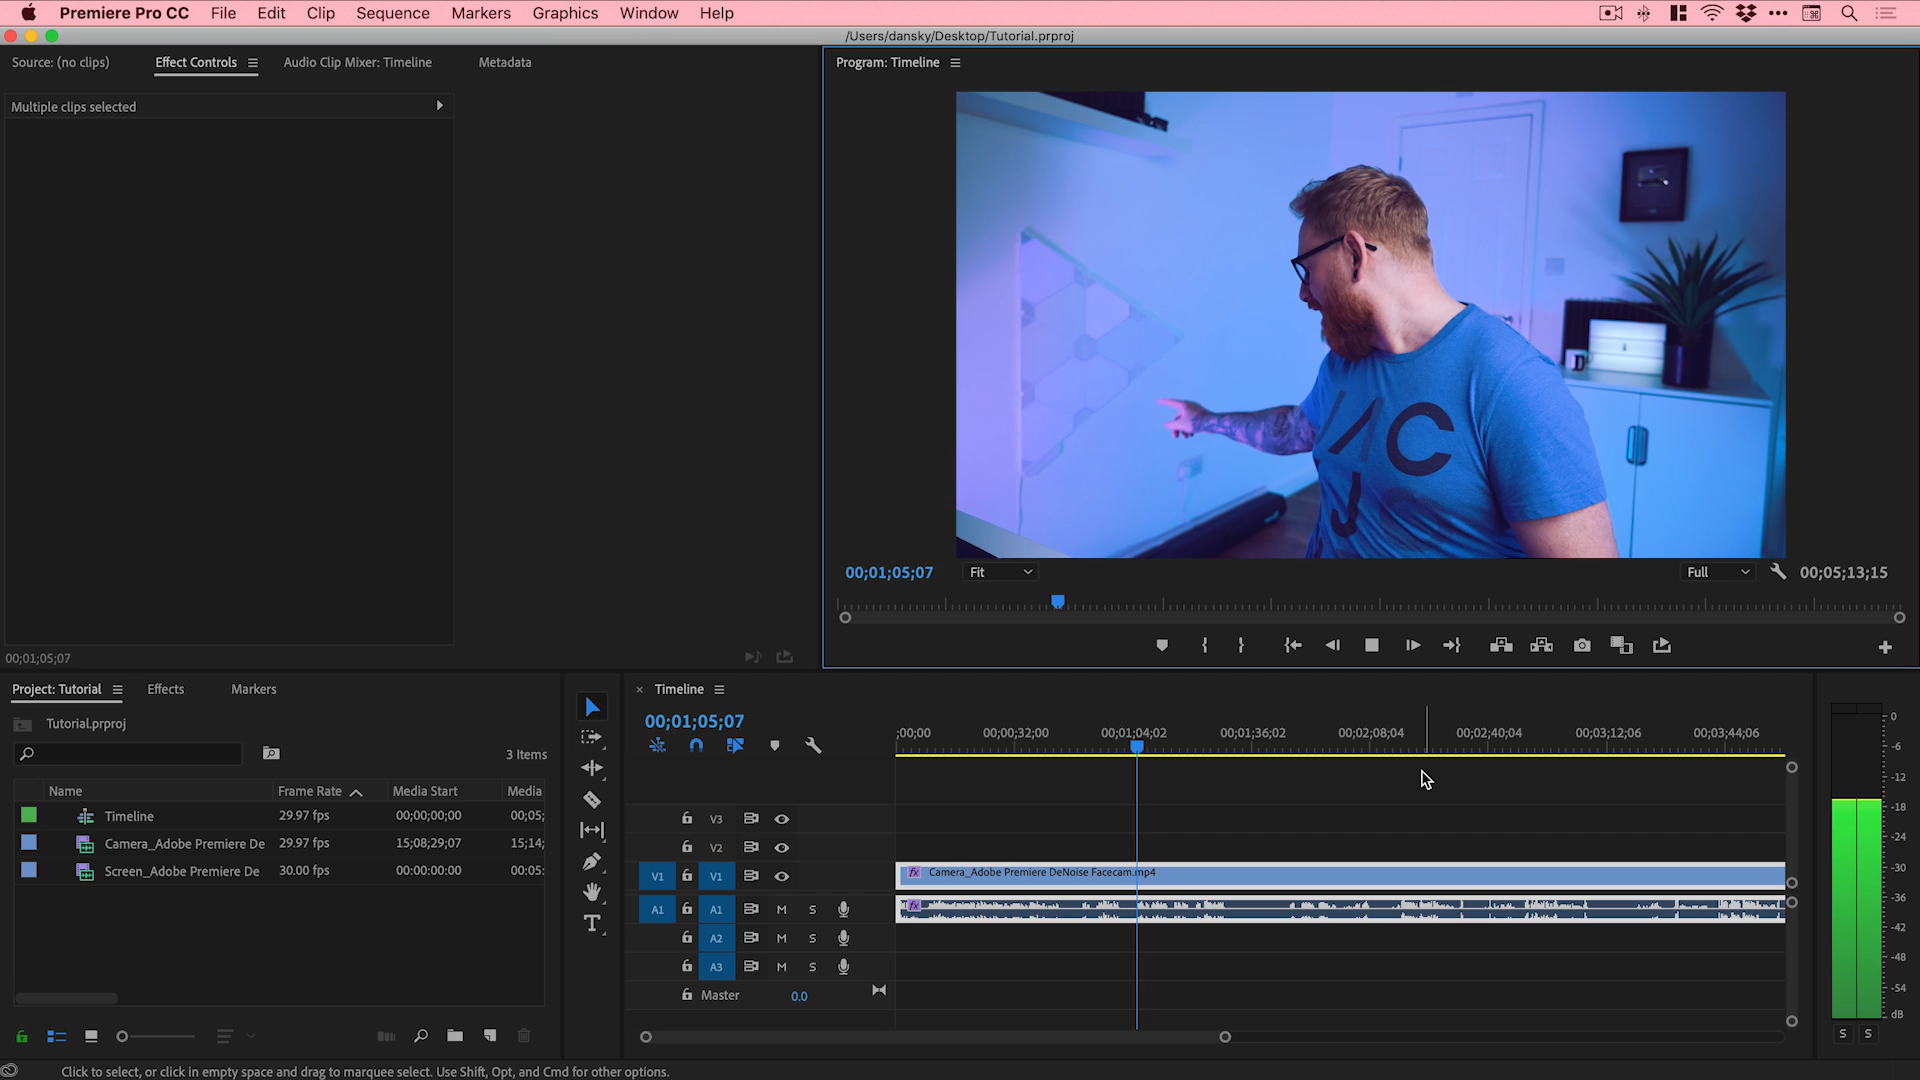 Premiere Pro CC File Edit Clip Sequence Markers Graphics Window Help
/Users/dansky/Desktop/Tutorial.prproj
Source: (no clips) Effect Controls Audio Clip Mixer: Timeline Metadata
Program: Timeline
Multiple clips selected
C
J
D
00;01;05;07 Fit Full 00;05;13;15
00;01;05;07
Project: Tutorial Effects Markers
Tutorial.prproj
3 Items
Name Frame Rate Media Start Media
Timeline 29.97 fps 00;00;00;00 00;05;
Camera_Adobe Premiere De 29.97 fps 15;08;29;07 15;14;
Screen_Adobe Premiere De 30.00 fps 00:00:00:00 00:05:
T
Timeline
00;01;05;07
;00;00 00;00;32;00 00;01;04;02 00;01;36;02 00;02;08;04 00;02;40;04 00;03;12;06 00;03;44;06
V3
V2
V1 V1 fx Camera_Adobe Premiere DeNoise Facecam.mp4
A1 A1 M S fx
A2 M S
A3 M S
Master 0.0
0
-6
-12
-18
-24
-30
-36
-42
-48
-54
dB
S S
Click to select, or click in empty space and drag to marquee select. Use Shift, Opt, and Cmd for other options.